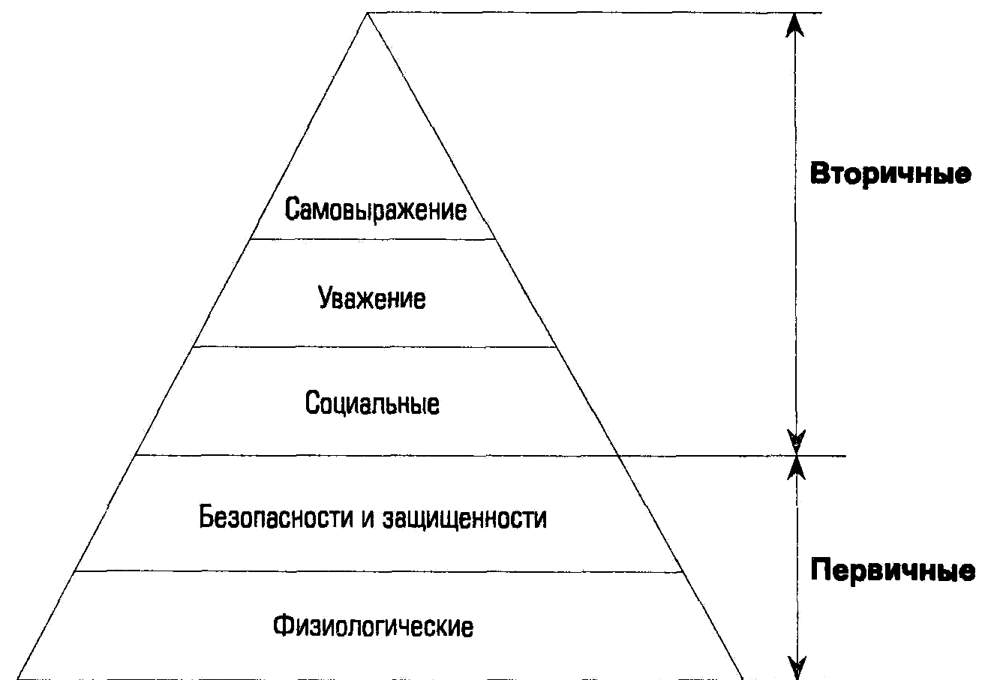 Вторичные
Самовыражение
Уважение
Социальные
Безопасности и защищенности
Первичные
Физиологические